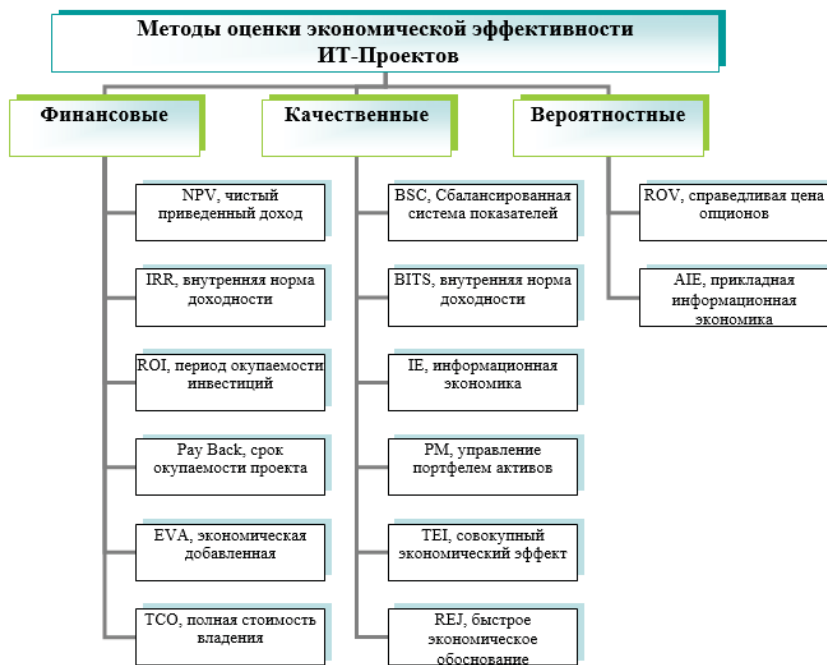 Методы оценки экономической эффективности
ИТ-Проектов
Финансовые
Качественные
Вероятностные
NPV, чистый
приведенный доход
IRR, внутренняя норма
доходности
ROI, период окупаемости
инвестиций
Pay Back, срок
окупаемости проекта
EVA, экономическая
добавленная
TCO, полная стоимость
владения
BSC, Сбалансированная
система показателей
BITS, внутренняя норма
доходности
IE, информационная
экономика
PM, управление
портфелем активов
TEI, совокупный
экономический эффект
REJ, быстрое
экономическое
обоснование
ROV, справедливая цена
опционов
AIE, прикладная
информационная
экономика